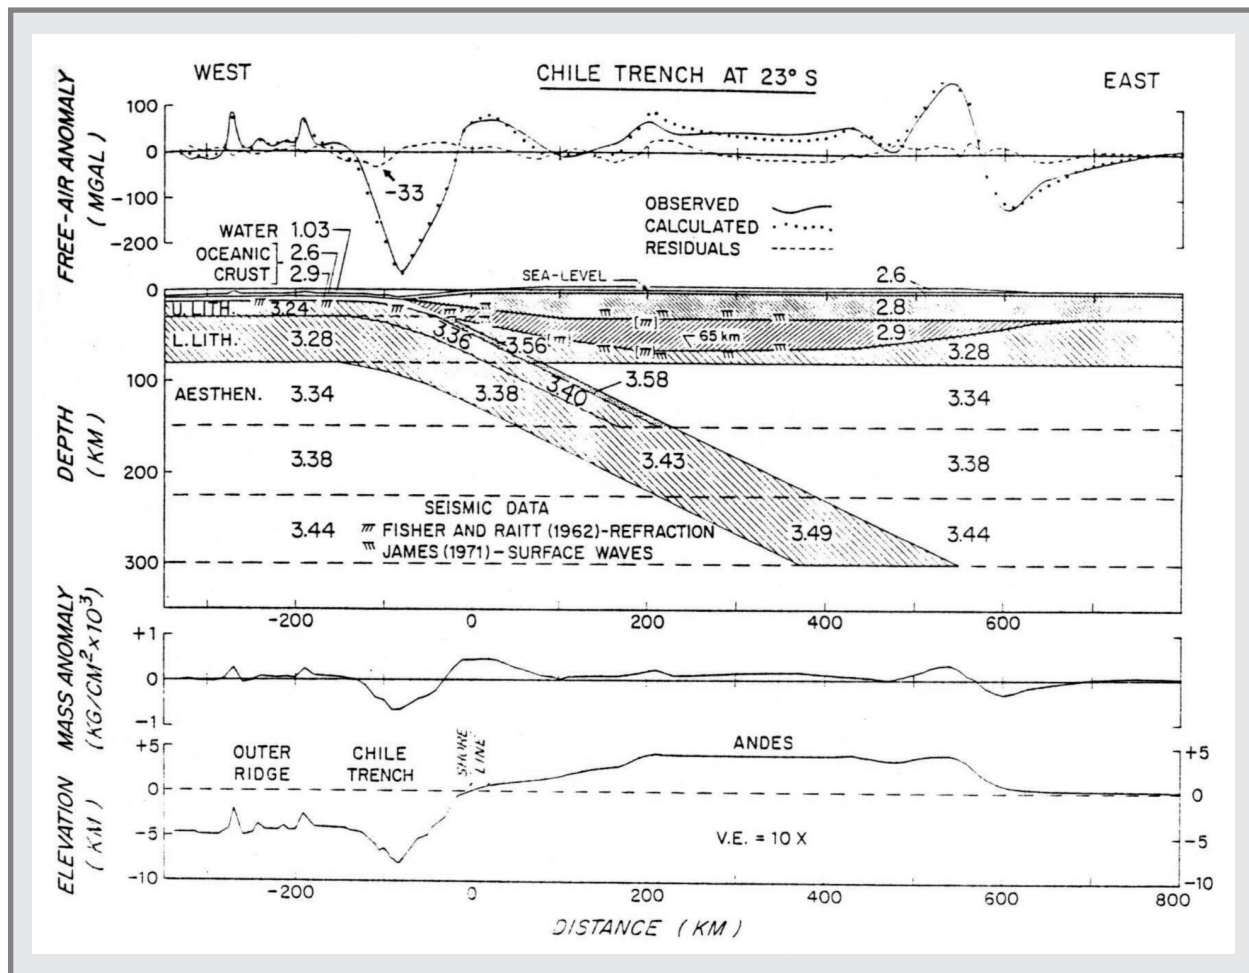 WEST
CHILE TRENCH AT 23° S
EAST
FREE-AIR ANOMALY
(MGAL)
100
0
-100
-200
100
0
-100
-200
-33
OBSERVED
CALCULATED
RESIDUALS
WATER 1.03
OCEANIC 2.6
CRUST 2.9
SEA-LEVEL
2.6
DEPTH
(KM)
0
100
200
300
U. LITH. 3.24
2.8
2.9
65 km
L. LITH. 3.28
3.36
3.56
3.28
3.58
AESTHEN. 3.34
3.38
3.40
3.34
3.38
3.43
3.38
3.44
3.49
3.44
SEISMIC DATA
FISHER AND RAITT (1962)-REFRACTION
JAMES (1971)-SURFACE WAVES
-200
0
200
400
600
MASS ANOMALY
(KG/CM² x 10³)
+1
0
-1
ELEVATION
(KM)
+5
0
-5
-10
OUTER
RIDGE
CHILE
TRENCH
SHORE
LINE
ANDES
V.E. = 10 X
+5
0
-5
-10
-200
0
200
400
600
800
DISTANCE (KM)